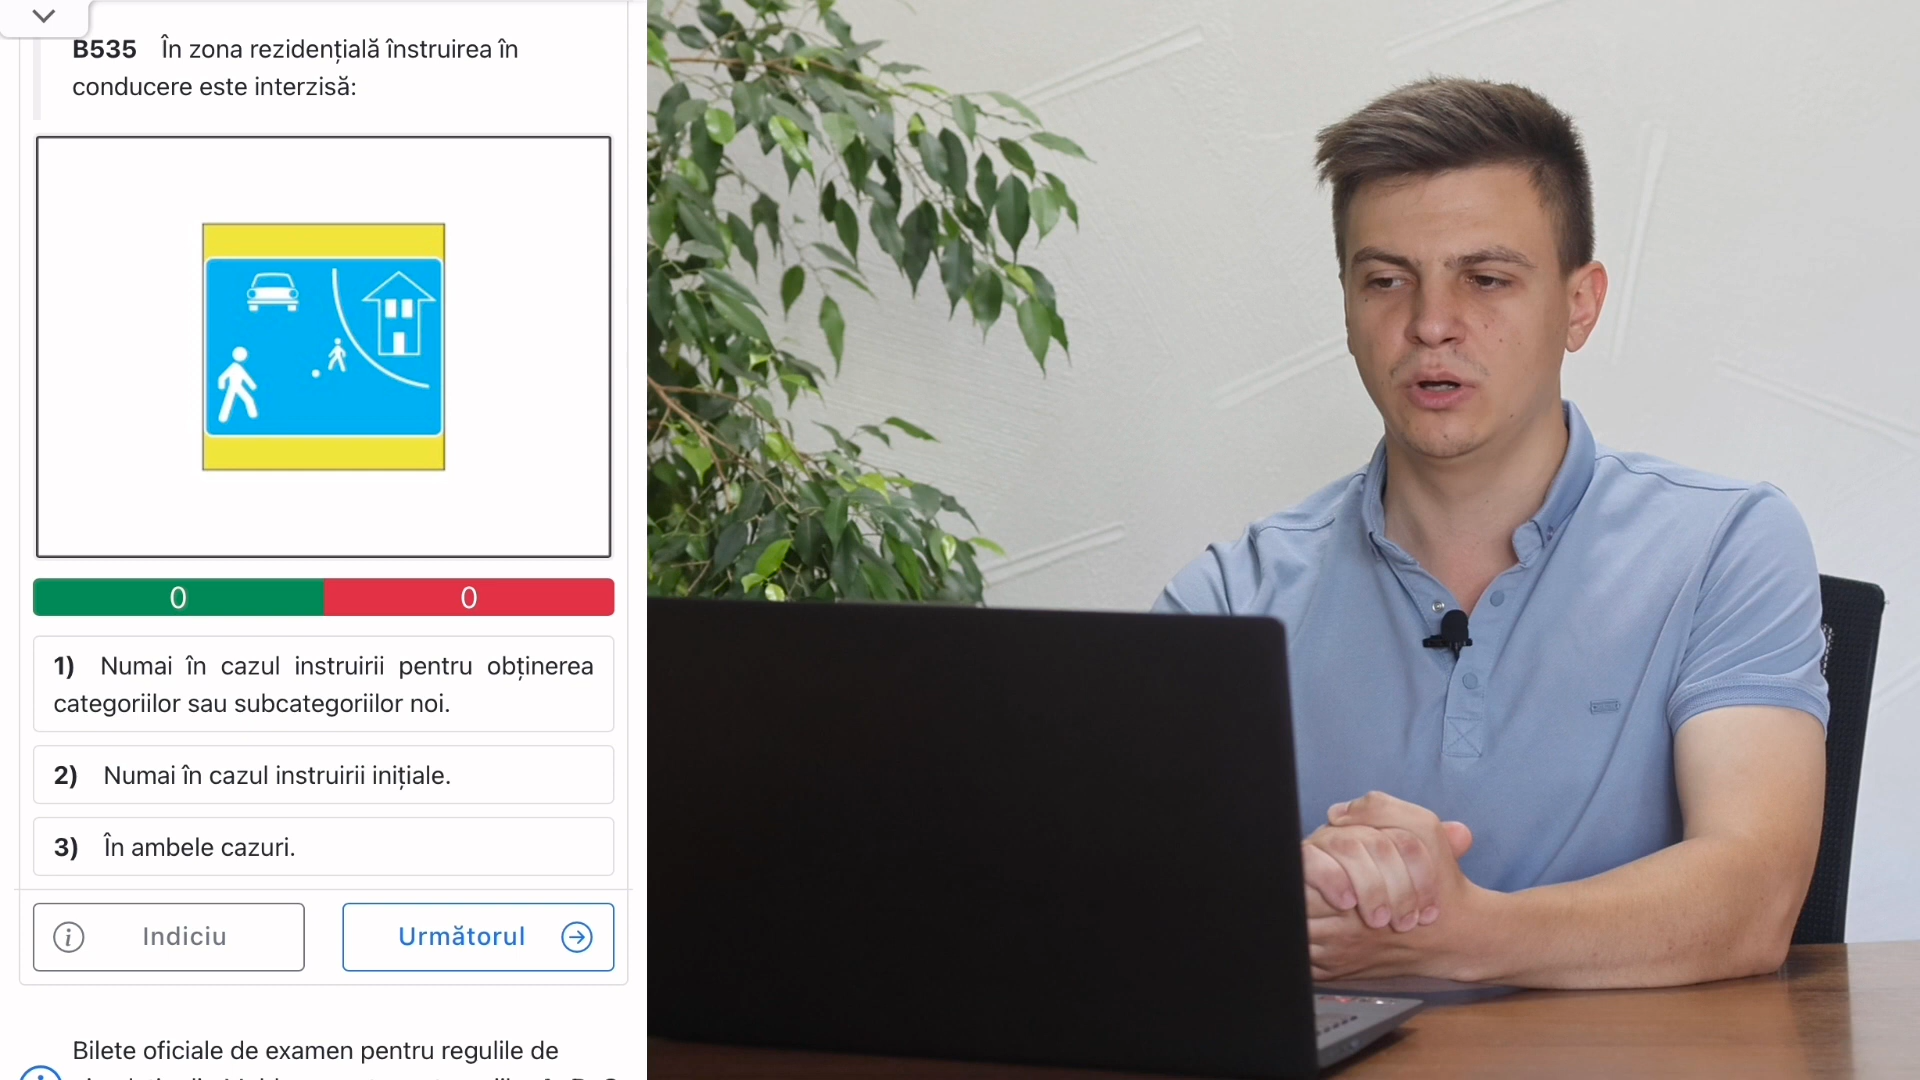 B535 În zona rezidențială înstruirea în
conducere este interzisă:
0 0
1) Numai în cazul instruirii pentru obținerea
categoriilor sau subcategoriilor noi.
2) Numai în cazul instruirii inițiale.
3) În ambele cazuri.
i Indiciu
Următorul
Bilete oficiale de examen pentru regulile de